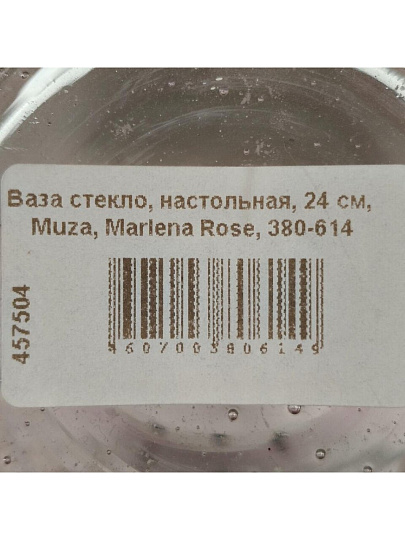 Ваза стекло, настольная, 24 см,
Muza, Marlena Rose, 380-614
457504
4607003806149